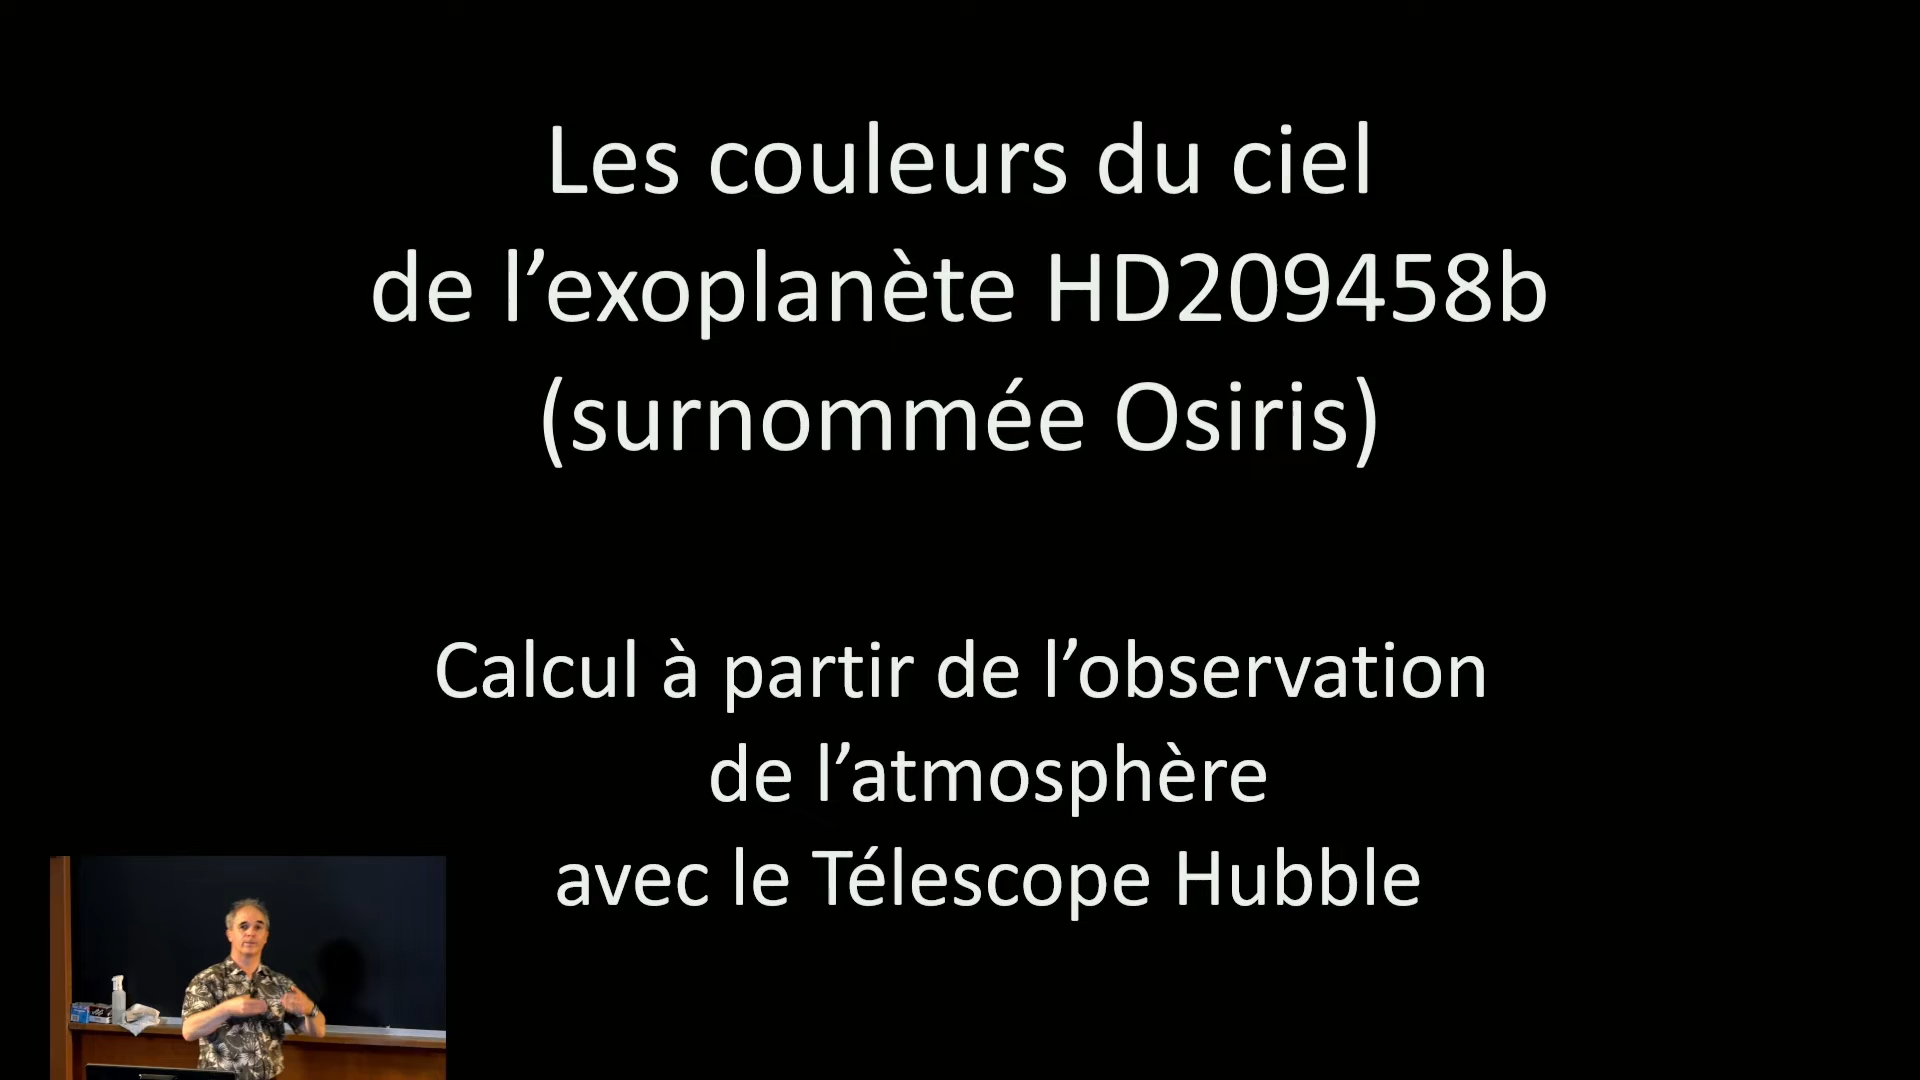 Les couleurs du ciel
de l’exoplanète HD209458b
(surnommée Osiris)
Calcul à partir de l’observation
de l’atmosphère
avec le Télescope Hubble